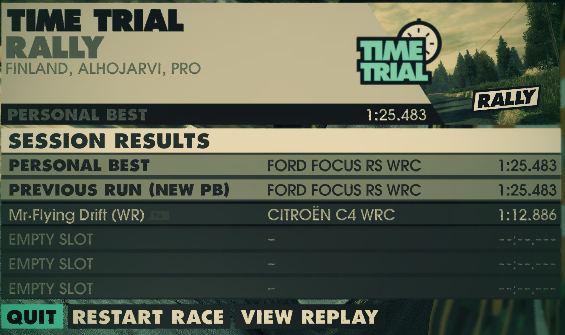 TIME TRIAL
RALLY
FINLAND, ALHOJARVI, PRO
TIME TRIAL
RALLY
PERSONAL BEST 1:25.483
SESSION RESULTS
PERSONAL BEST FORD FOCUS RS WRC 1:25.483
PREVIOUS RUN (NEW PB) FORD FOCUS RS WRC 1:25.483
Mr-Flying Drift (WR) CITROËN C4 WRC 1:12.886
EMPTY SLOT – --:--.---
EMPTY SLOT – --:--.---
EMPTY SLOT – --:--.---
QUIT RESTART RACE VIEW REPLAY